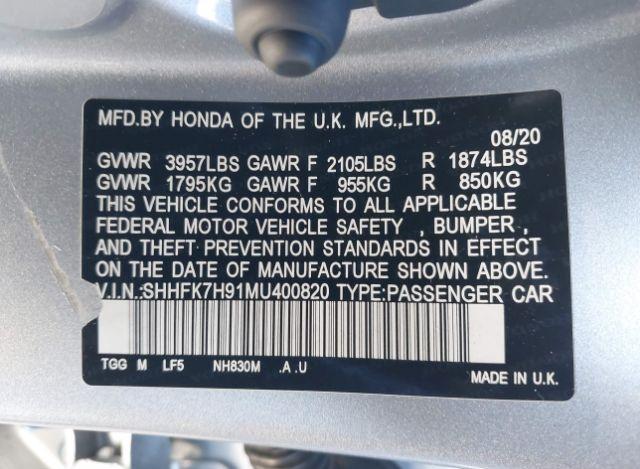 MFD.BY HONDA OF THE U.K. MFG.,LTD.
08/20
GVWR 3957LBS GAWR F 2105LBS R 1874LBS
GVWR 1795KG GAWR F 955KG R 850KG
THIS VEHICLE CONFORMS TO ALL APPLICABLE
FEDERAL MOTOR VEHICLE SAFETY , BUMPER ,
AND THEFT PREVENTION STANDARDS IN EFFECT
ON THE DATE OF MANUFACTURE SHOWN ABOVE.
V.I.N.:SHHFK7H91MU400820 TYPE:PASSENGER CAR
TGG M LF5 NH830M .A .U
MADE IN U.K.